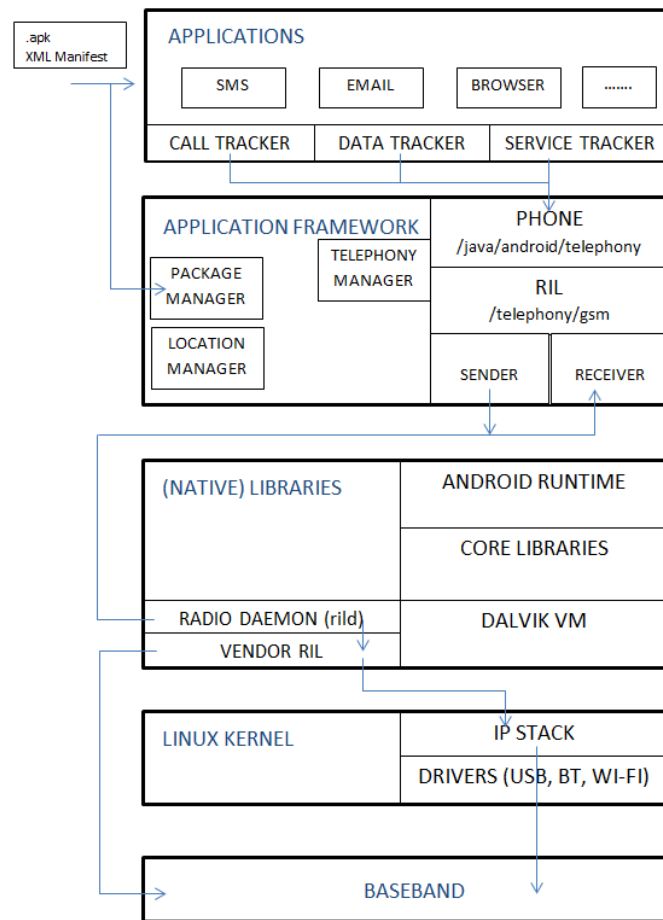 .apk
XML Manifest
APPLICATIONS
SMS
EMAIL
BROWSER
.......
CALL TRACKER
DATA TRACKER
SERVICE TRACKER
APPLICATION FRAMEWORK
PHONE
/java/android/telephony
TELEPHONY
MANAGER
PACKAGE
MANAGER
RIL
/telephony/gsm
LOCATION
MANAGER
SENDER
RECEIVER
(NATIVE) LIBRARIES
ANDROID RUNTIME
CORE LIBRARIES
RADIO DAEMON (rild)
DALVIK VM
VENDOR RIL
LINUX KERNEL
IP STACK
DRIVERS (USB, BT, WI-FI)
BASEBAND